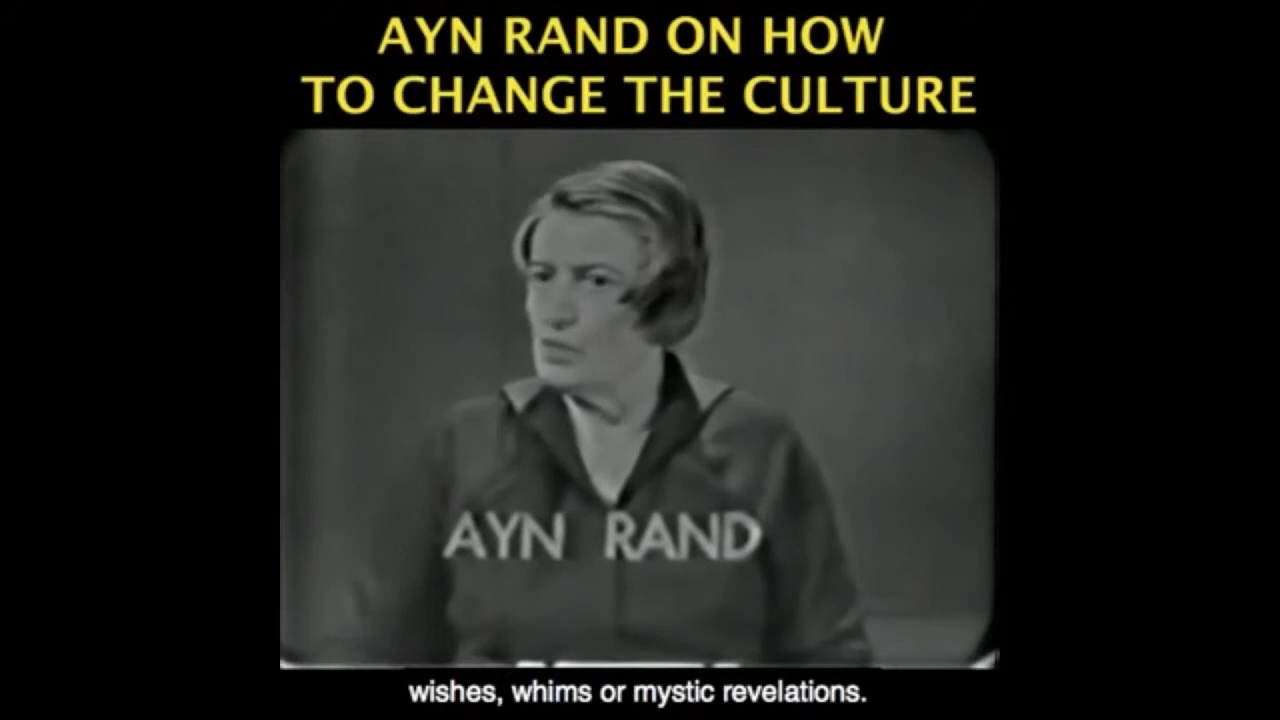 AYN RAND ON HOW
TO CHANGE THE CULTURE
AYN RAND
wishes, whims or mystic revelations.